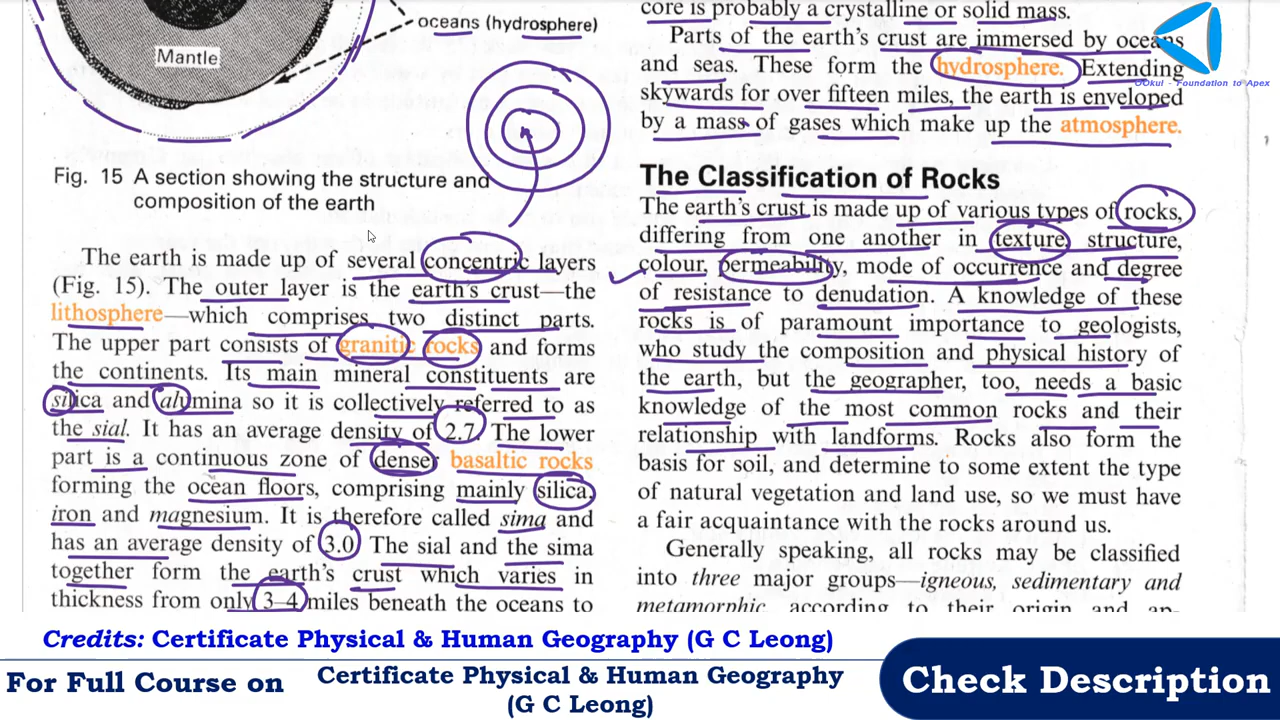 oceans (hydrosphere)
Mantle
Fig. 15 A section showing the structure and
composition of the earth
The earth is made up of several concentric layers
(Fig. 15). The outer layer is the earth's crust—the
lithosphere—which comprises two distinct parts.
The upper part consists of granitic rocks and forms
the continents. Its main mineral constituents are
silica and alumina so it is collectively referred to as
the sial. It has an average density of 2.7. The lower
part is a continuous zone of denser basaltic rocks
forming the ocean floors, comprising mainly silica,
iron and magnesium. It is therefore called sima and
has an average density of 3.0. The sial and the sima
together form the earth's crust which varies in
thickness from only 3–4 miles beneath the oceans to
core is probably a crystalline or solid mass.
Parts of the earth's crust are immersed by oceans
and seas. These form the hydrosphere. Extending
skywards for over fifteen miles, the earth is enveloped
by a mass of gases which make up the atmosphere.
The Classification of Rocks
The earth's crust is made up of various types of rocks,
differing from one another in texture, structure,
colour, permeability, mode of occurrence and degree
of resistance to denudation. A knowledge of these
rocks is of paramount importance to geologists,
who study the composition and physical history of
the earth, but the geographer, too, needs a basic
knowledge of the most common rocks and their
relationship with landforms. Rocks also form the
basis for soil, and determine to some extent the type
of natural vegetation and land use, so we must have
a fair acquaintance with the rocks around us.
Generally speaking, all rocks may be classified
into three major groups—igneous, sedimentary and
metamorphic, according to their origin and ap-
GOkul - Foundation to Apex
Credits: Certificate Physical & Human Geography (G C Leong)
For Full Course on
Certificate Physical & Human Geography
(G C Leong)
Check Description